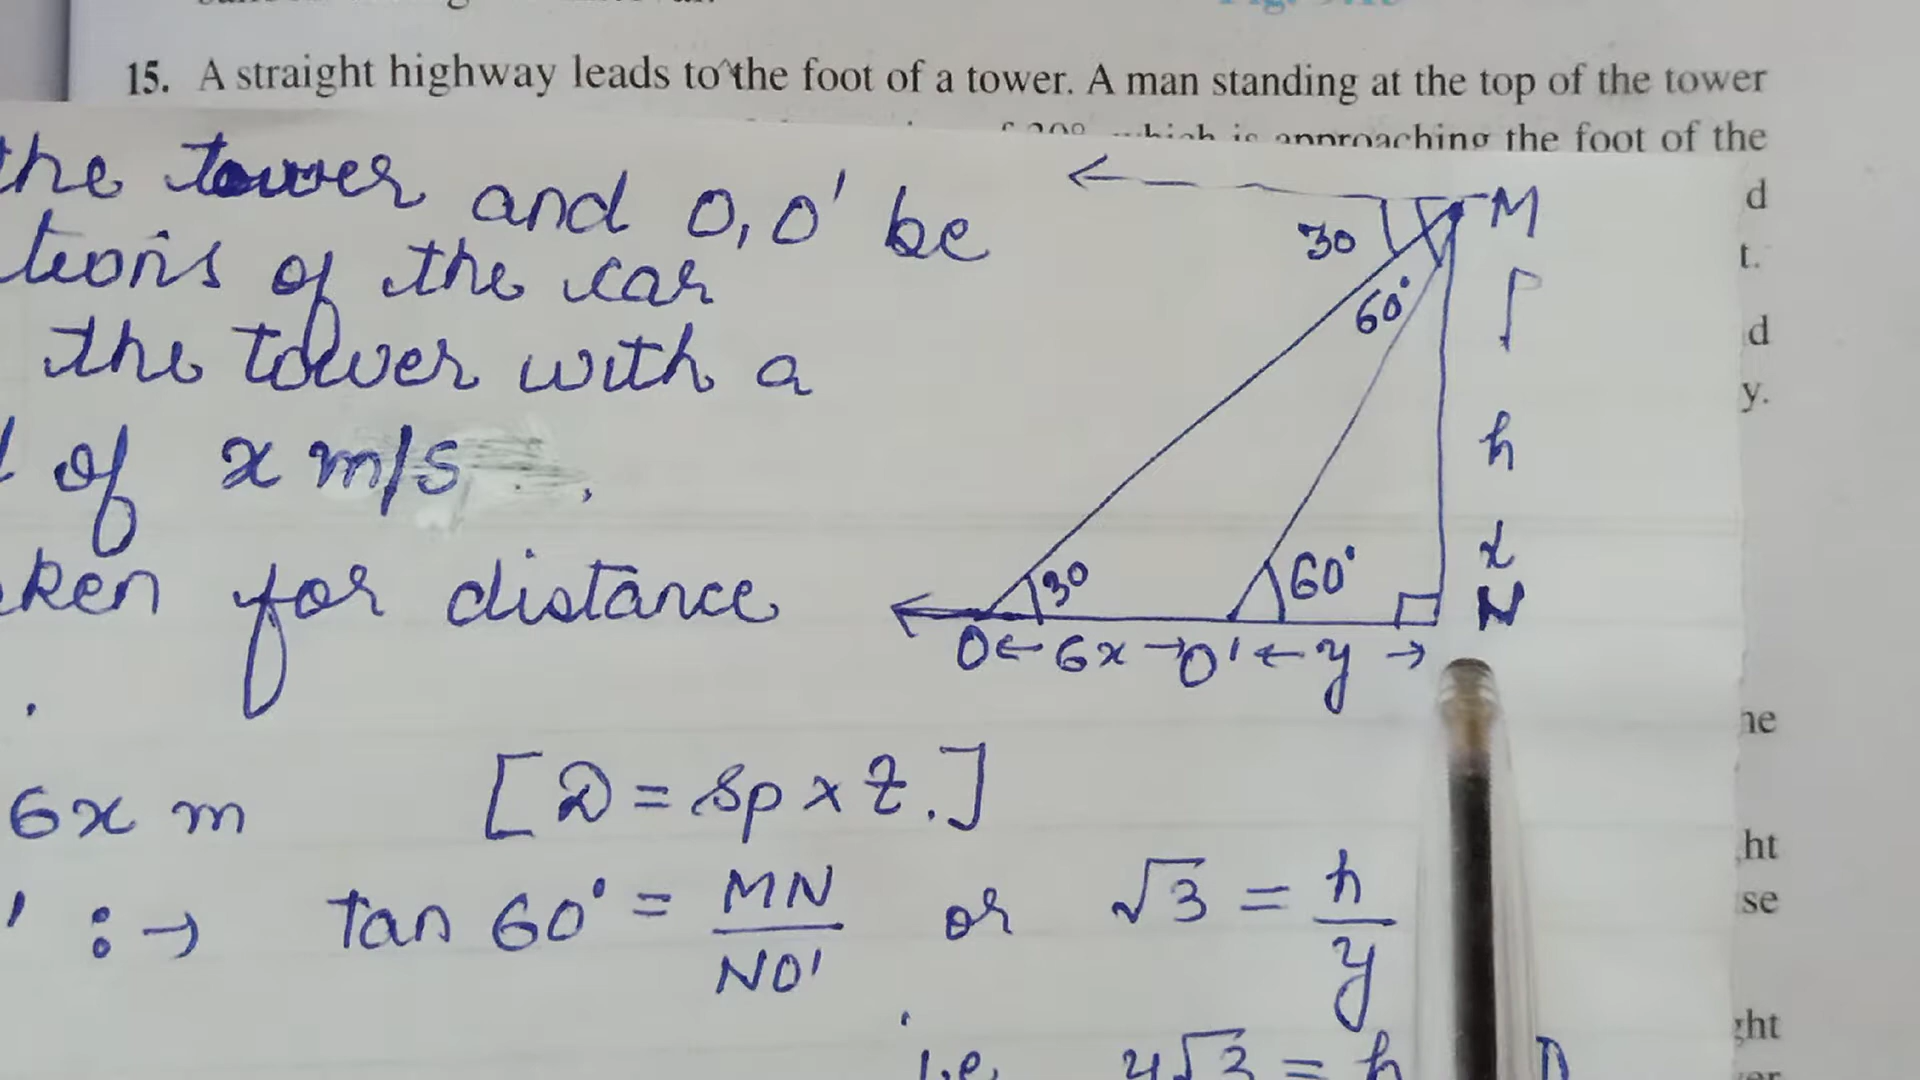 15. A straight highway leads to the foot of a tower. A man standing at the top of the tower
which is approaching the foot of the
the tower and O, O' be
of the car
the tower with a
of x m/s
for distance
6x m [D = Sp x t.]
tan 60° = MN / NO' or √3 = h / y
i.e. y√3 = h
M
30
60°
h
30
60°
N
O ← 6x → O' ← y →
d
t.
d
y.